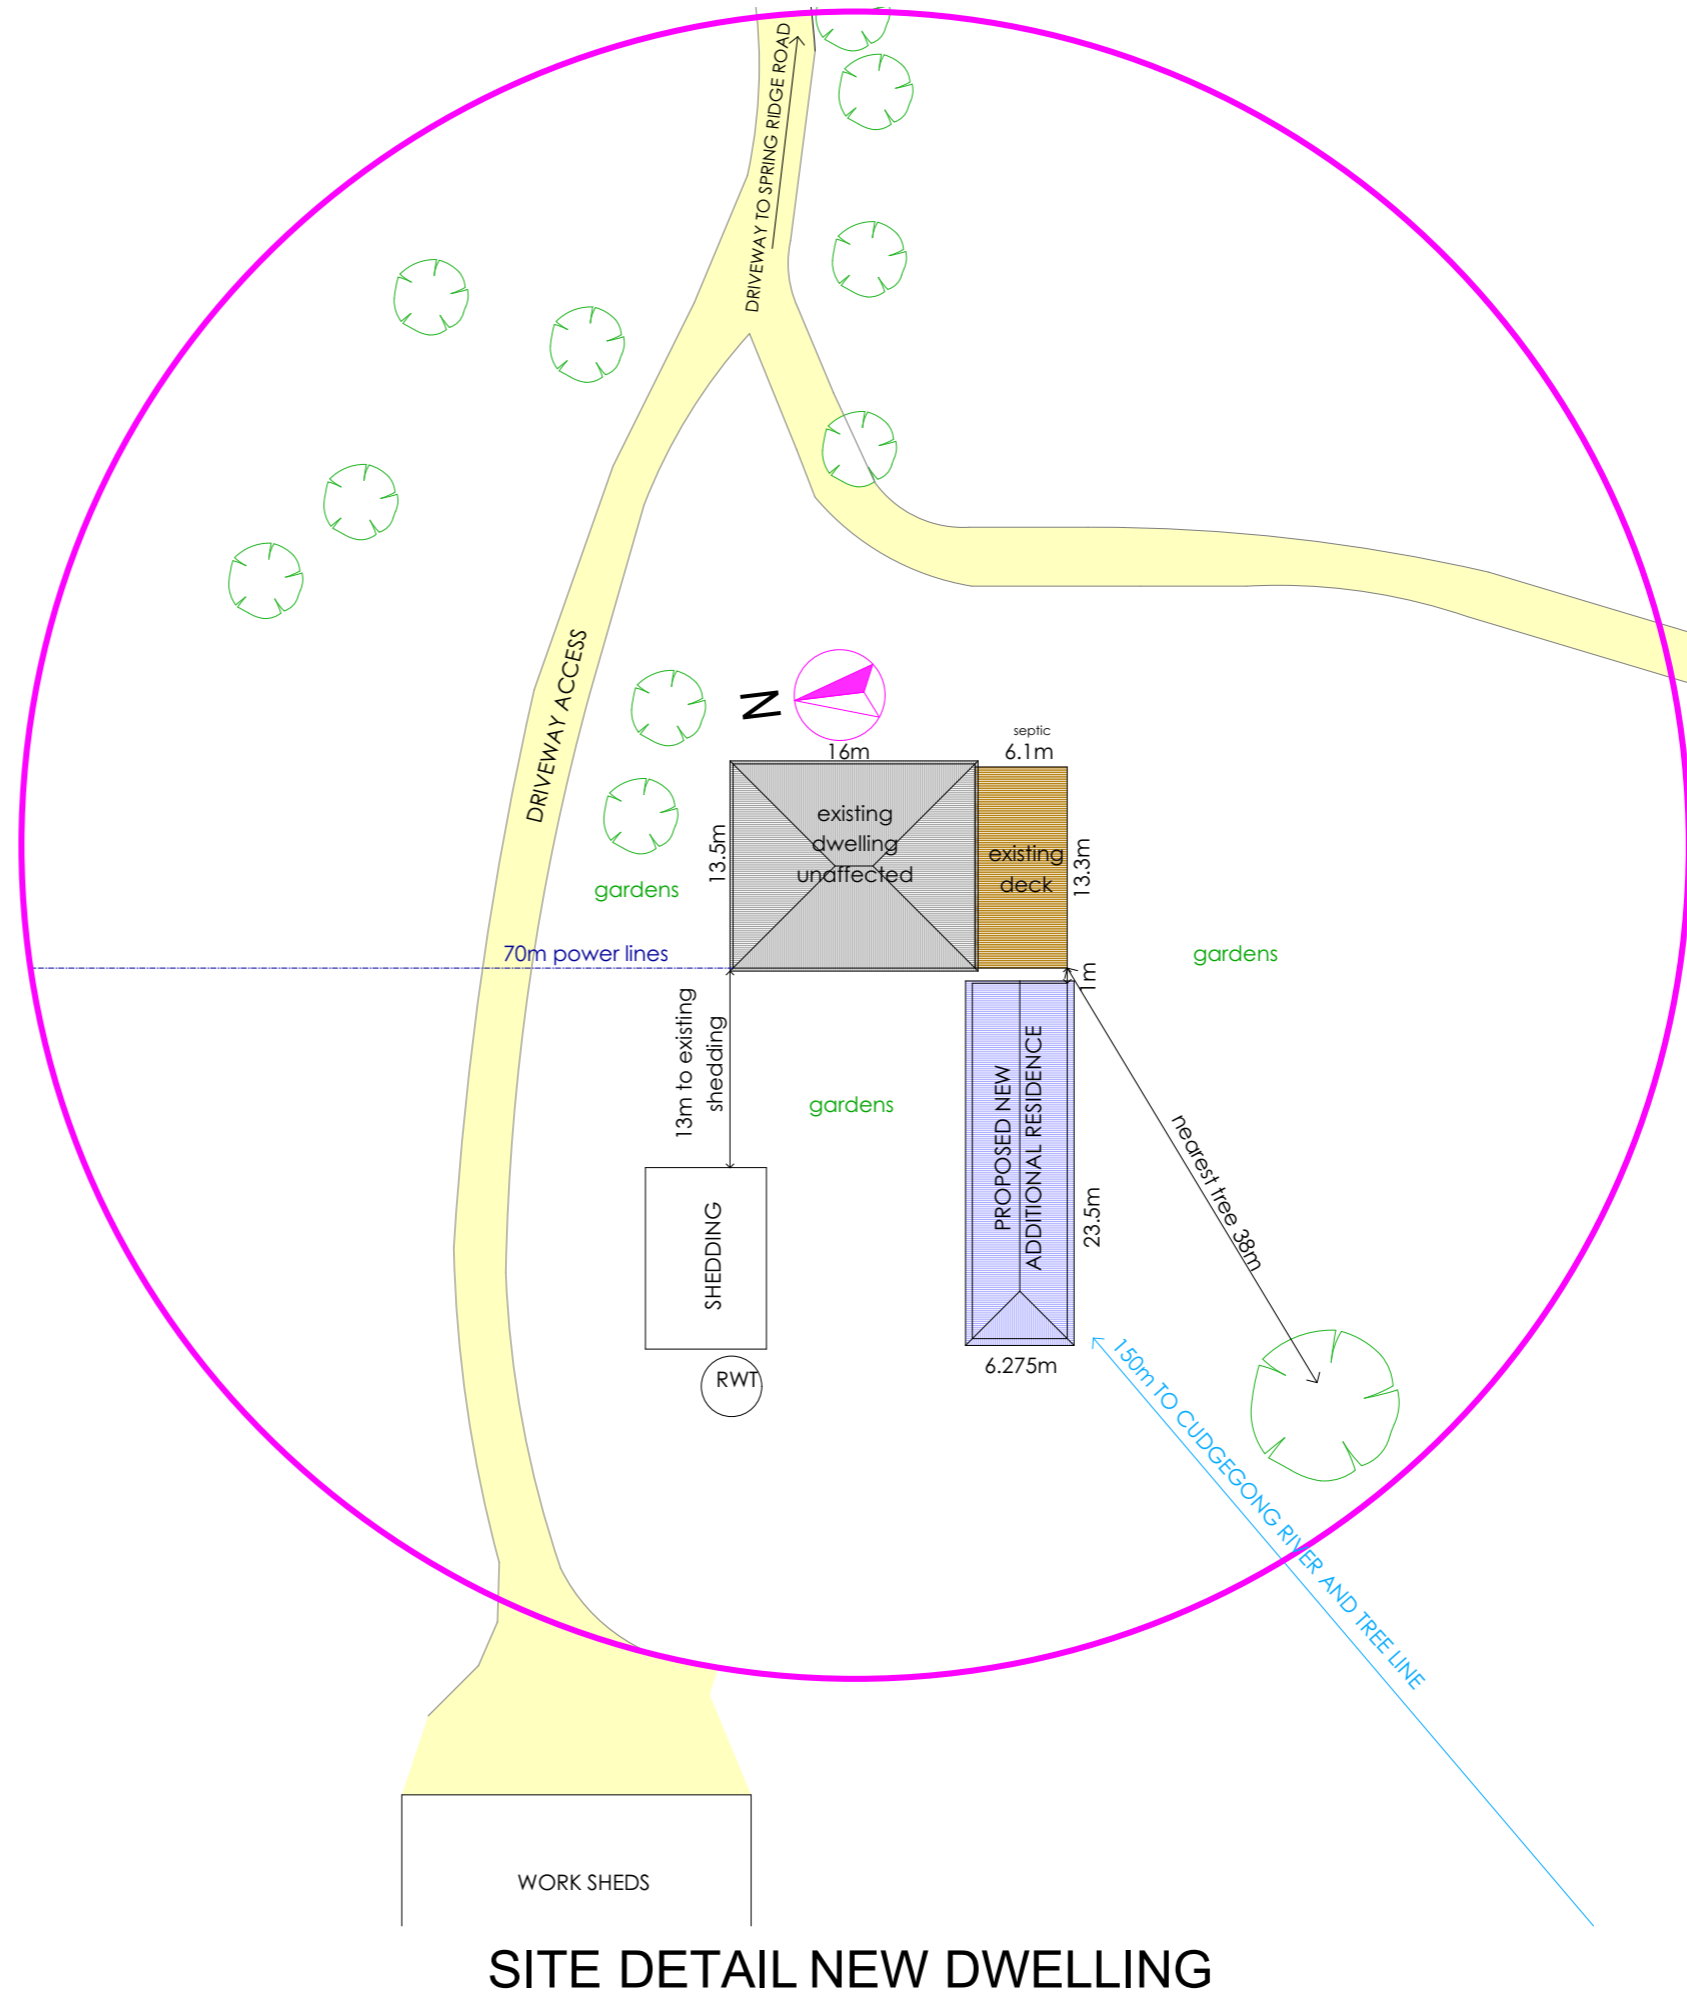 DRIVEWAY TO SPRING RIDGE ROAD
DRIVEWAY ACCESS
N
septic
16m
6.1m
existing
dwelling
unaffected
13.5m
existing
deck
13.3m
gardens
70m power lines
gardens
1m
13m to existing
shedding
gardens
PROPOSED NEW
ADDITIONAL RESIDENCE
23.5m
nearest tree 38m
SHEDDING
RWT
6.275m
150m TO CUDGEGONG RIVER AND TREE LINE
WORK SHEDS
SITE DETAIL NEW DWELLING